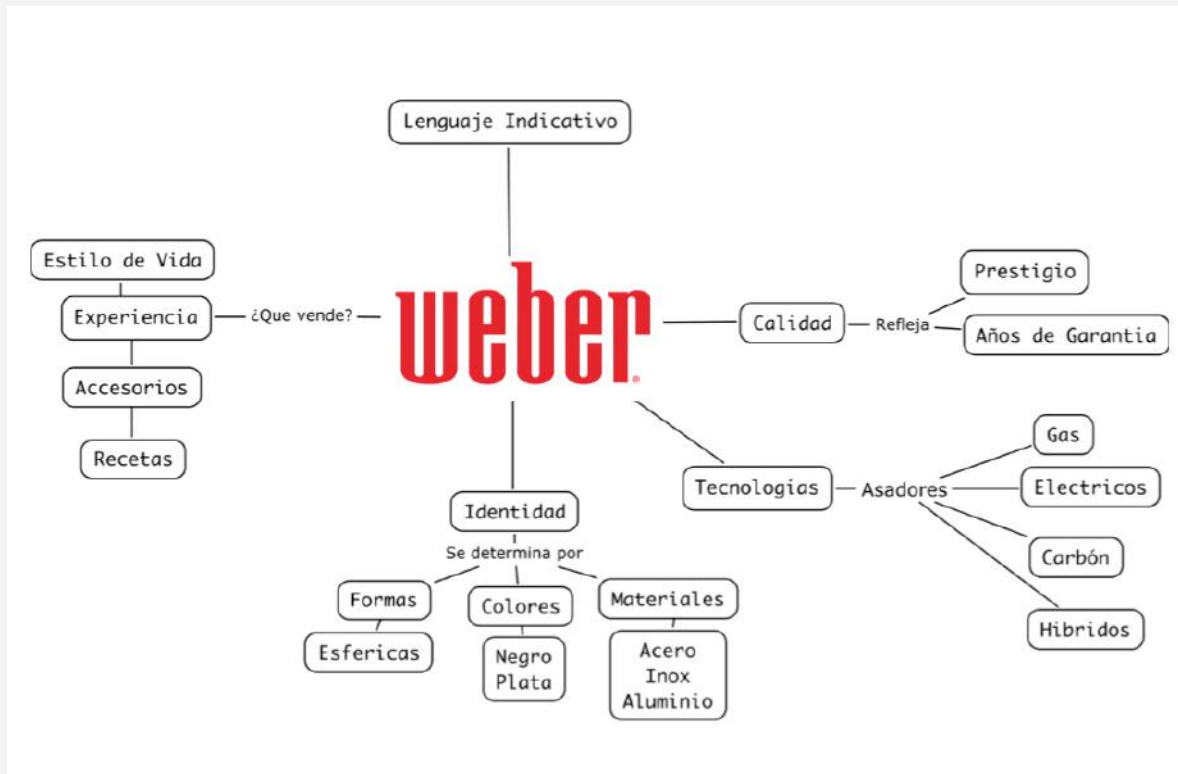 Lenguaje Indicativo
Estilo de Vida
Experiencia
¿Que vende?
Accesorios
Recetas
weber
Calidad
Refleja
Prestigio
Años de Garantia
Tecnologias
Asadores
Gas
Electricos
Carbón
Hibridos
Identidad
Se determina por
Formas
Esfericas
Colores
Negro
Plata
Materiales
Acero
Inox
Aluminio